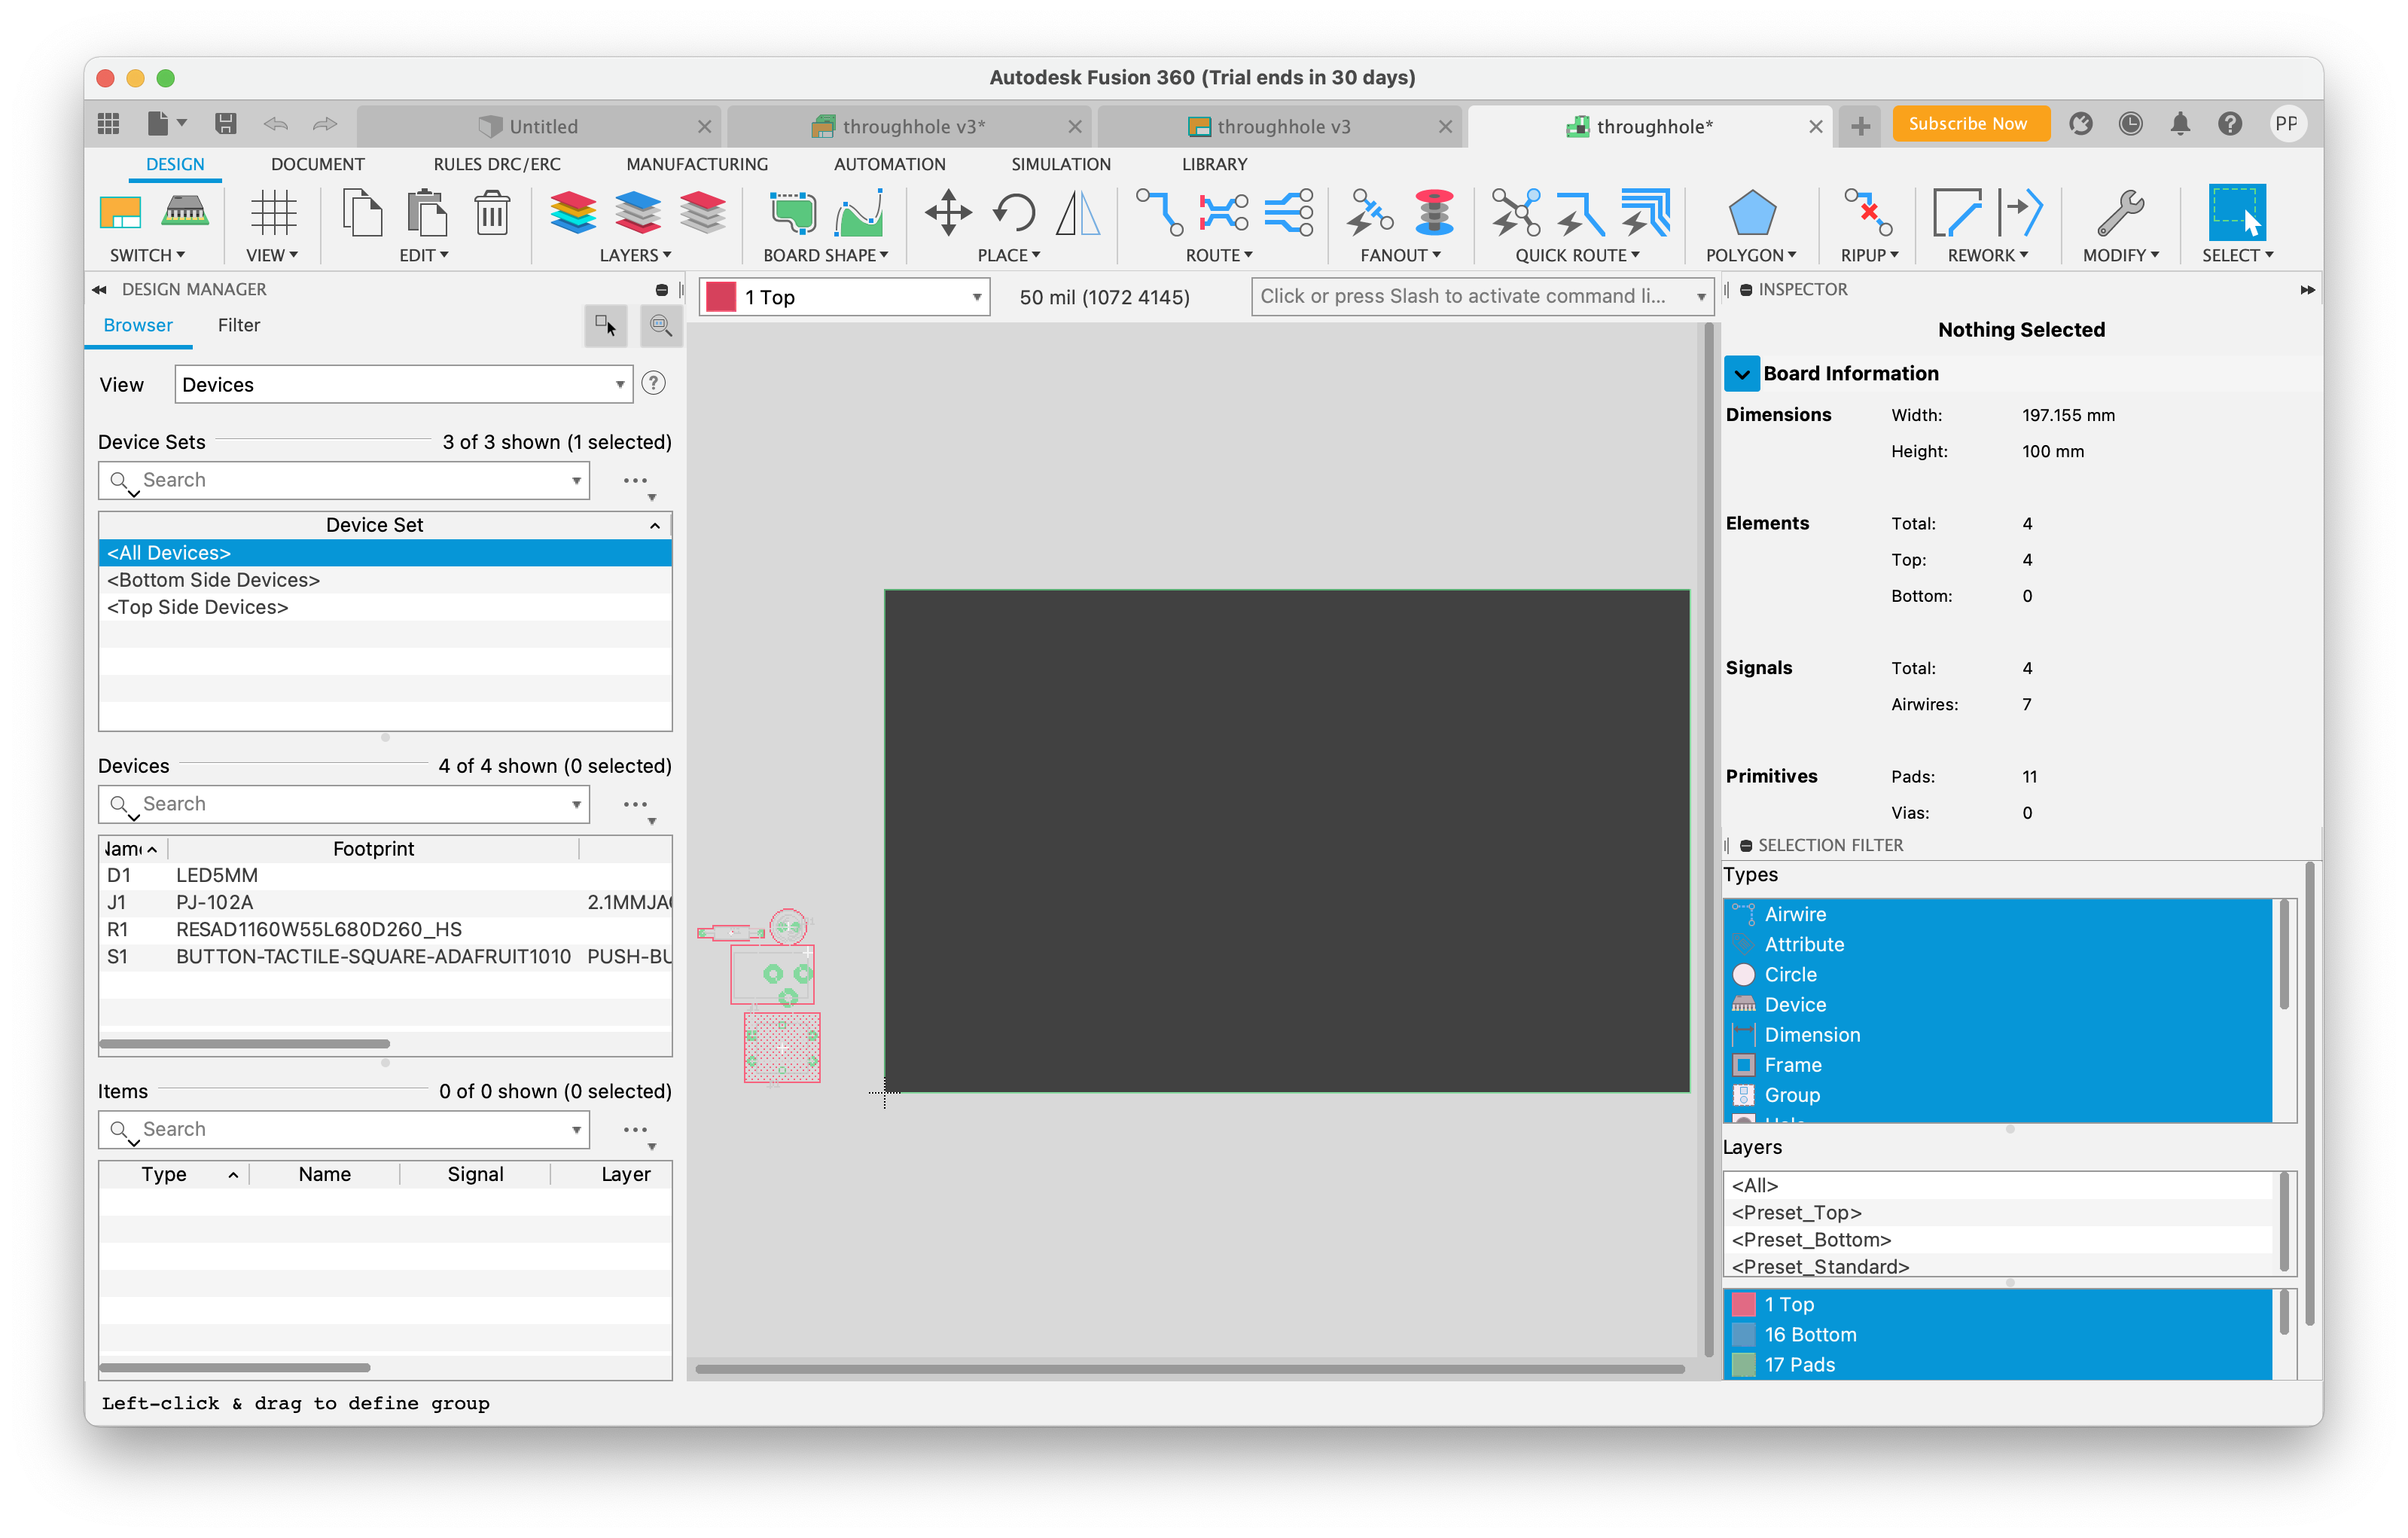 Autodesk Fusion 360 (Trial ends in 30 days)
Untitled
throughhole v3*
throughhole v3
throughhole*
Subscribe Now
PP
DESIGN
DOCUMENT
RULES DRC/ERC
MANUFACTURING
AUTOMATION
SIMULATION
LIBRARY
SWITCH
VIEW
EDIT
LAYERS
BOARD SHAPE
PLACE
ROUTE
FANOUT
QUICK ROUTE
POLYGON
RIPUP
REWORK
MODIFY
SELECT
DESIGN MANAGER
Browser
Filter
View
Devices
Device Sets
3 of 3 shown (1 selected)
Search
Device Set
<All Devices>
<Bottom Side Devices>
<Top Side Devices>
Devices
4 of 4 shown (0 selected)
Search
Footprint
D1 LED5MM
J1 PJ-102A
R1 RESAD1160W55L680D260_HS
S1 BUTTON-TACTILE-SQUARE-ADAFRUIT1010
Items
0 of 0 shown (0 selected)
Search
Type Name Signal Layer
Left-click & drag to define group
1 Top
50 mil (1072 4145)
Click or press Slash to activate command li...
INSPECTOR
Nothing Selected
Board Information
Dimensions Width: 197.155 mm
Height: 100 mm
Elements Total: 4
Top: 4
Bottom: 0
Signals Total: 4
Airwires: 7
Primitives Pads: 11
Vias: 0
SELECTION FILTER
Types
Airwire
Attribute
Circle
Device
Dimension
Frame
Group
Layers
<All>
<Preset_Top>
<Preset_Bottom>
<Preset_Standard>
1 Top
16 Bottom
17 Pads